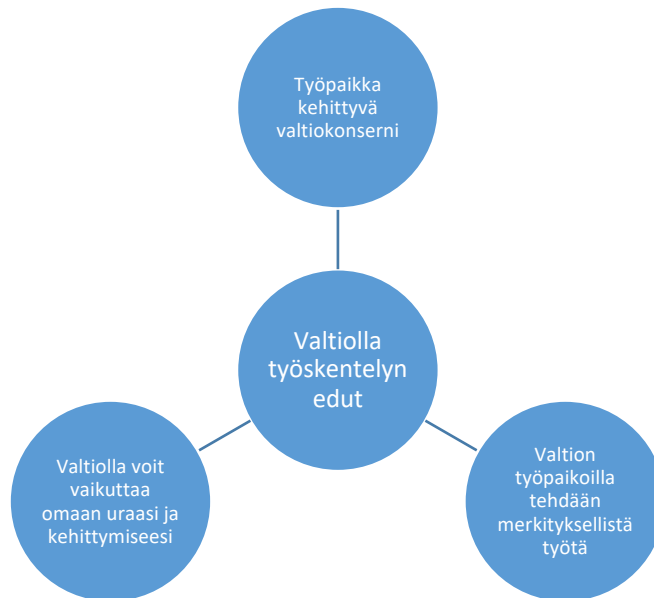 Työpaikka
kehittyvä
valtiokonserni
Valtiolla
työskentelyn
edut
Valtiolla voit
vaikuttaa
omaan uraasi ja
kehittymiseesi
Valtion
työpaikoilla
tehdään
merkityksellistä
työtä